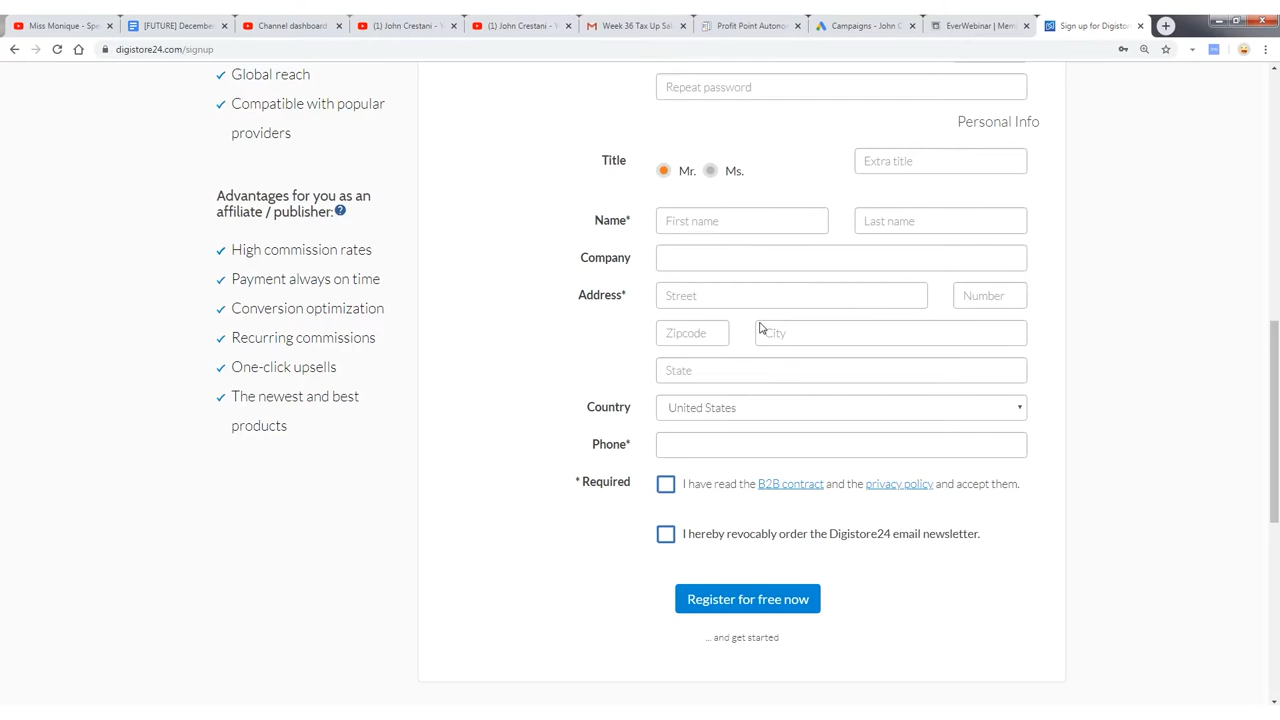 Miss Monique - Spe
[FUTURE] Decembe
Channel dashboard
(1) John Crestani - Y
(1) John Crestani - Y
Week 36 Tax Up Sal
Profit Point Autono
Campaigns - John C
EverWebinar | Mem
Sign up for Digistor
digistore24.com/signup
Global reach
Compatible with popular
providers
Advantages for you as an
affiliate / publisher:
High commission rates
Payment always on time
Conversion optimization
Recurring commissions
One-click upsells
The newest and best
products
Repeat password
Personal Info
Title
Mr.
Ms.
Extra title
Name*
First name
Last name
Company
Address*
Street
Number
Zipcode
City
State
Country
United States
Phone*
* Required
I have read the B2B contract and the privacy policy and accept them.
I hereby revocably order the Digistore24 email newsletter.
Register for free now
... and get started